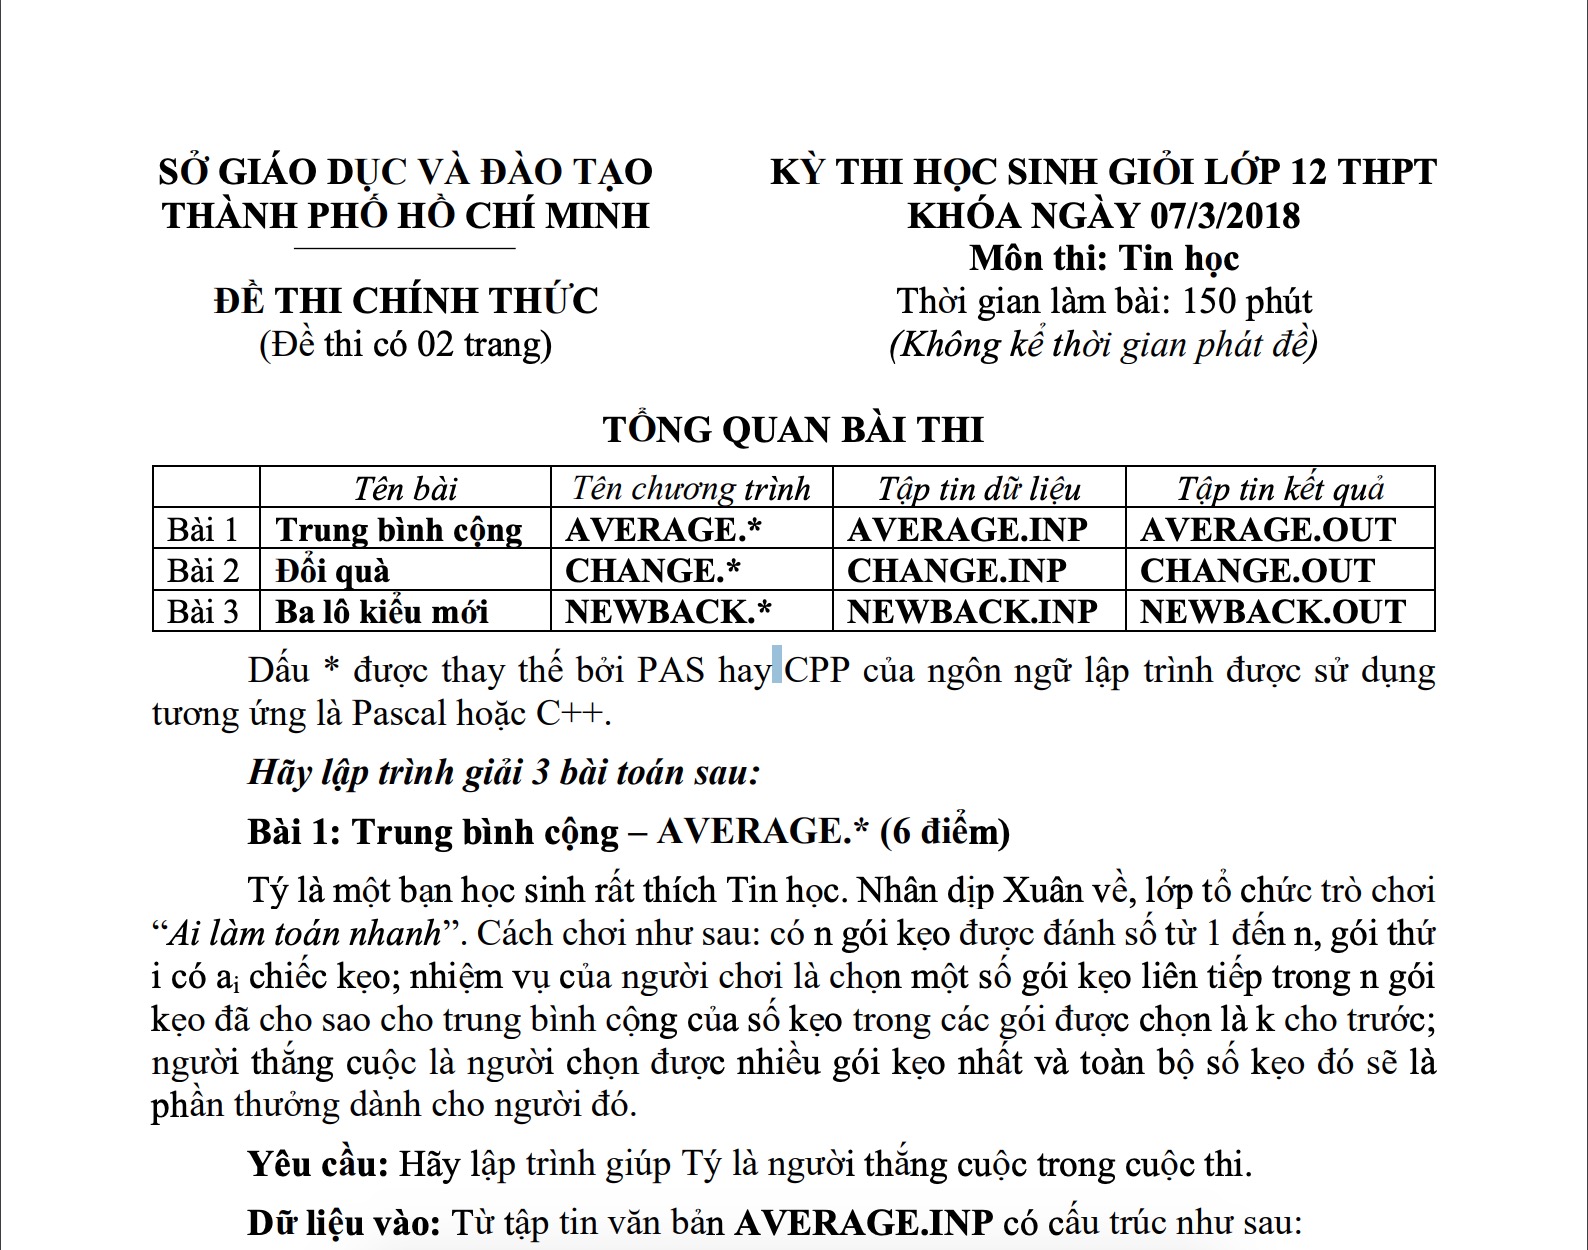 SỞ GIÁO DỤC VÀ ĐÀO TẠO
THÀNH PHỐ HỒ CHÍ MINH
ĐỀ THI CHÍNH THỨC
(Đề thi có 02 trang)
KỲ THI HỌC SINH GIỎI LỚP 12 THPT
KHÓA NGÀY 07/3/2018
Môn thi: Tin học
Thời gian làm bài: 150 phút
(Không kể thời gian phát đề)
TỔNG QUAN BÀI THI
Tên bài Tên chương trình Tập tin dữ liệu Tập tin kết quả
Bài 1 Trung bình cộng AVERAGE.* AVERAGE.INP AVERAGE.OUT
Bài 2 Đổi quà CHANGE.* CHANGE.INP CHANGE.OUT
Bài 3 Ba lô kiểu mới NEWBACK.* NEWBACK.INP NEWBACK.OUT
Dấu * được thay thế bởi PAS hay CPP của ngôn ngữ lập trình được sử dụng
tương ứng là Pascal hoặc C++.
Hãy lập trình giải 3 bài toán sau:
Bài 1: Trung bình cộng – AVERAGE.* (6 điểm)
Tý là một bạn học sinh rất thích Tin học. Nhân dịp Xuân về, lớp tổ chức trò chơi
“Ai làm toán nhanh”. Cách chơi như sau: có n gói kẹo được đánh số từ 1 đến n, gói thứ
i có aᵢ chiếc kẹo; nhiệm vụ của người chơi là chọn một số gói kẹo liên tiếp trong n gói
kẹo đã cho sao cho trung bình cộng của số kẹo trong các gói được chọn là k cho trước;
người thắng cuộc là người chọn được nhiều gói kẹo nhất và toàn bộ số kẹo đó sẽ là
phần thưởng dành cho người đó.
Yêu cầu: Hãy lập trình giúp Tý là người thắng cuộc trong cuộc thi.
Dữ liệu vào: Từ tập tin văn bản AVERAGE.INP có cấu trúc như sau: